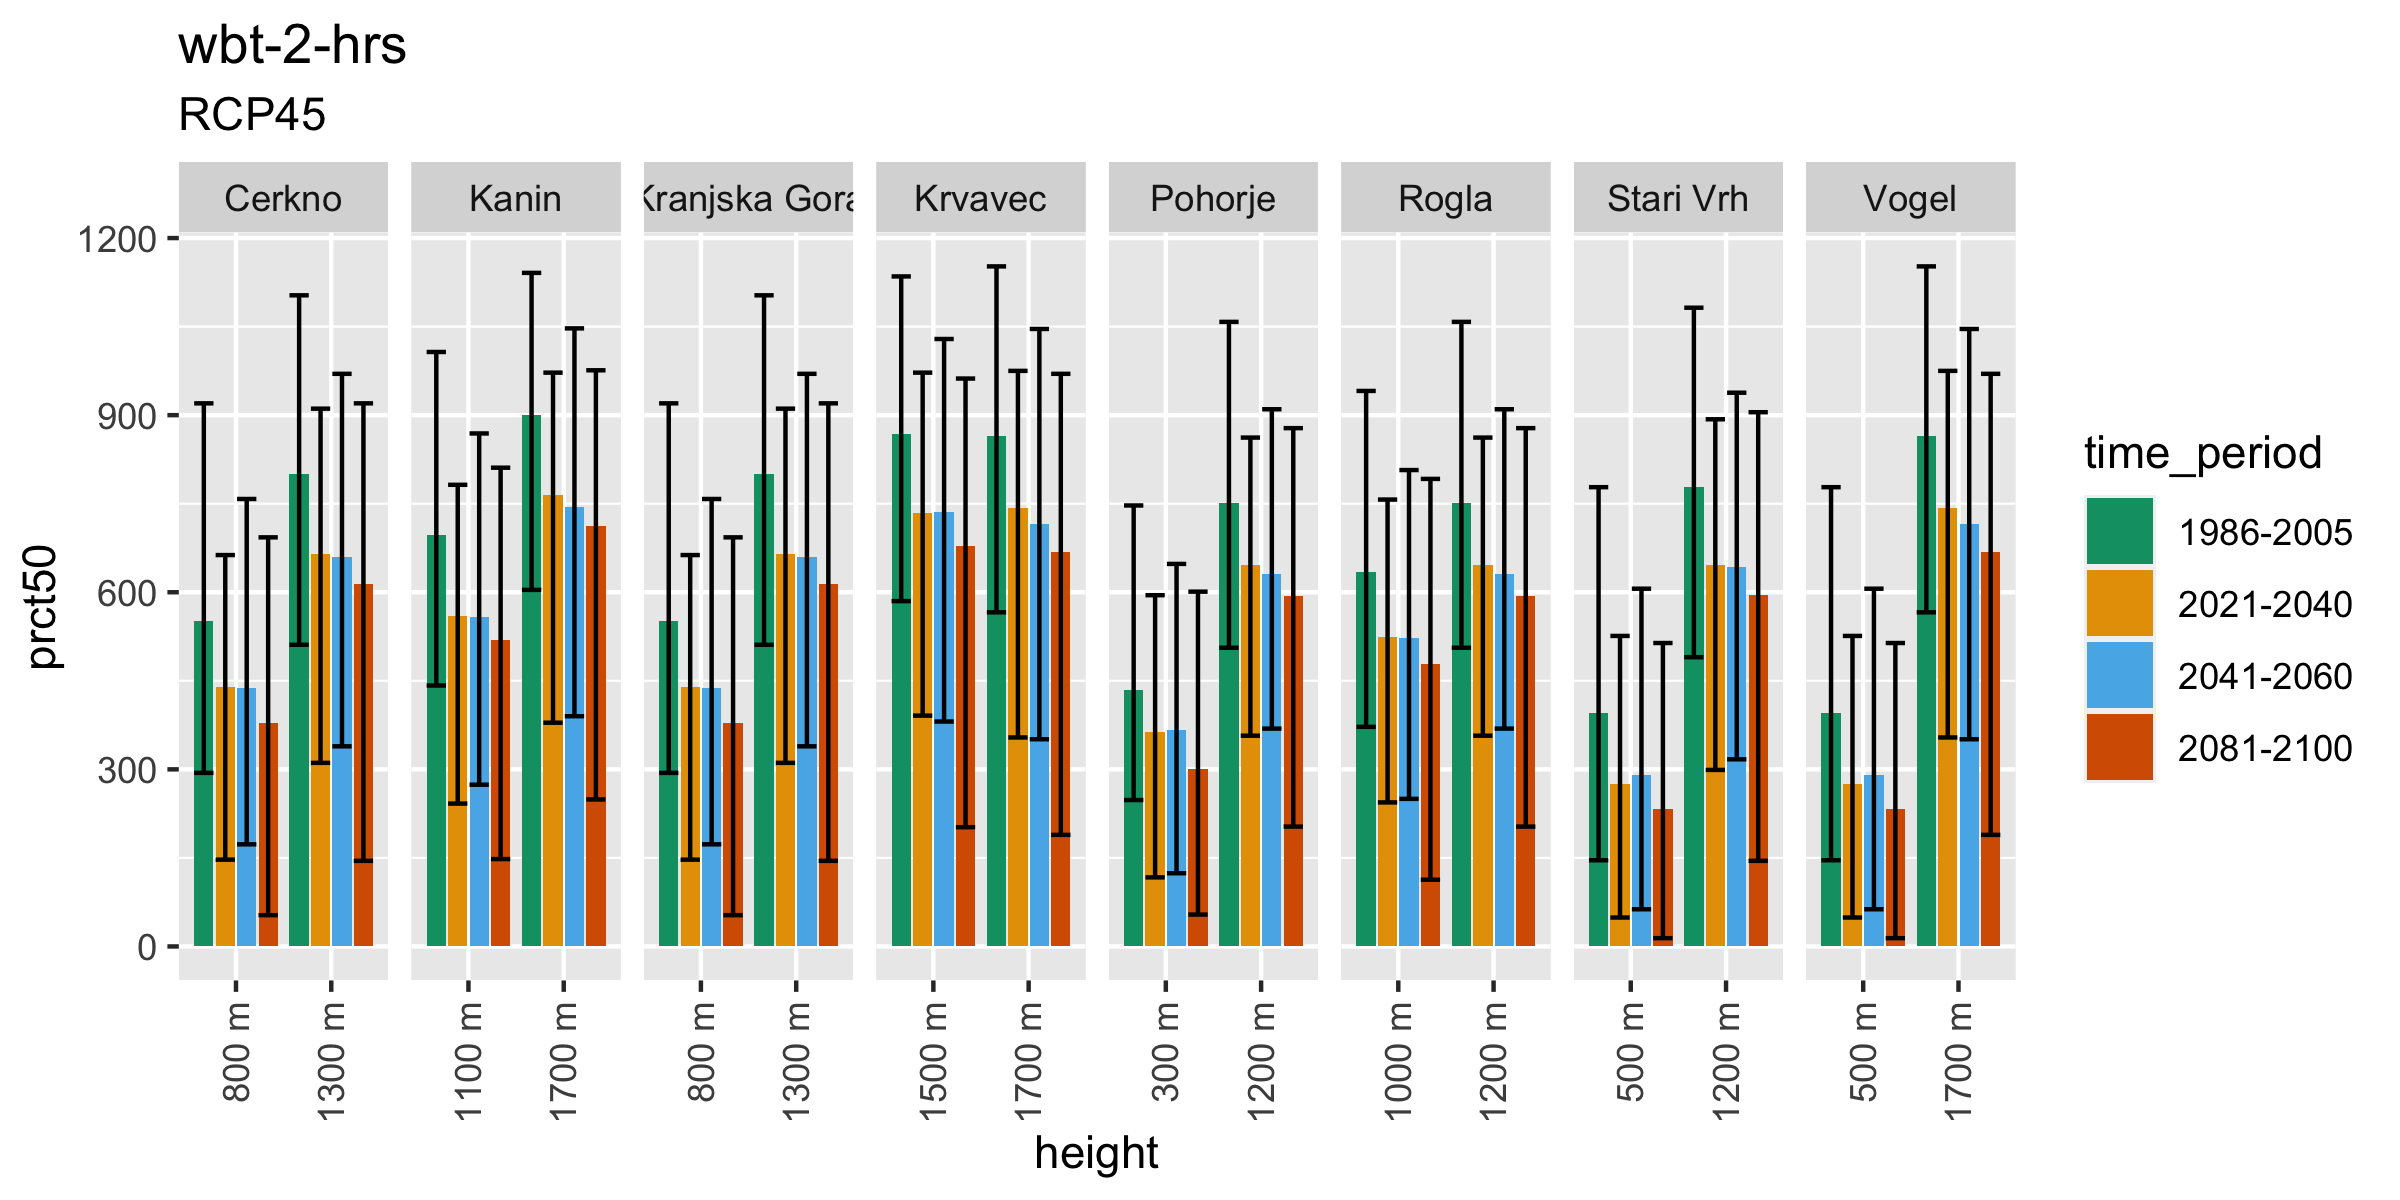 wbt-2-hrs
RCP45
Cerkno Kanin Kranjska Gora Krvavec Pohorje Rogla Stari Vrh Vogel
1200
900
600
300
0
prct50
800 m 1300 m 1100 m 1700 m 800 m 1300 m 1500 m 1700 m 300 m 1200 m 1000 m 1200 m 500 m 1200 m 500 m 1700 m
height
time_period
1986-2005
2021-2040
2041-2060
2081-2100